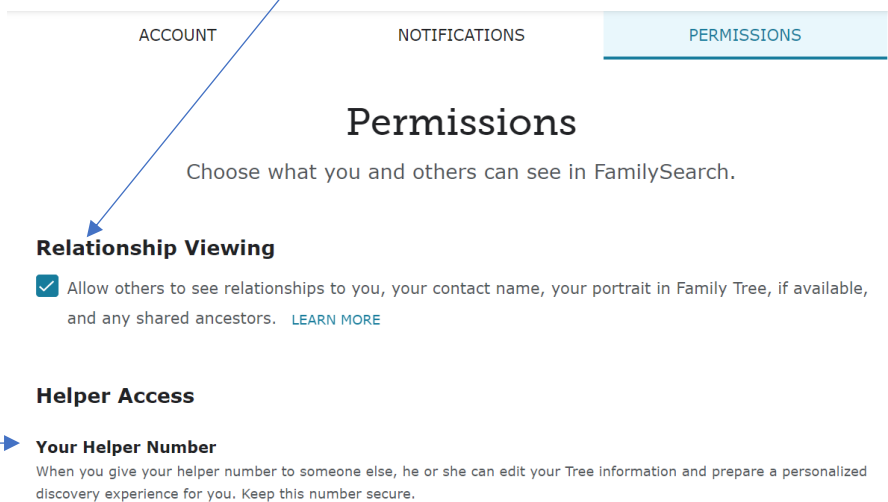 ACCOUNT NOTIFICATIONS PERMISSIONS
Permissions
Choose what you and others can see in FamilySearch.
Relationship Viewing
Allow others to see relationships to you, your contact name, your portrait in Family Tree, if available,
and any shared ancestors. LEARN MORE
Helper Access
Your Helper Number
When you give your helper number to someone else, he or she can edit your Tree information and prepare a personalized
discovery experience for you. Keep this number secure.